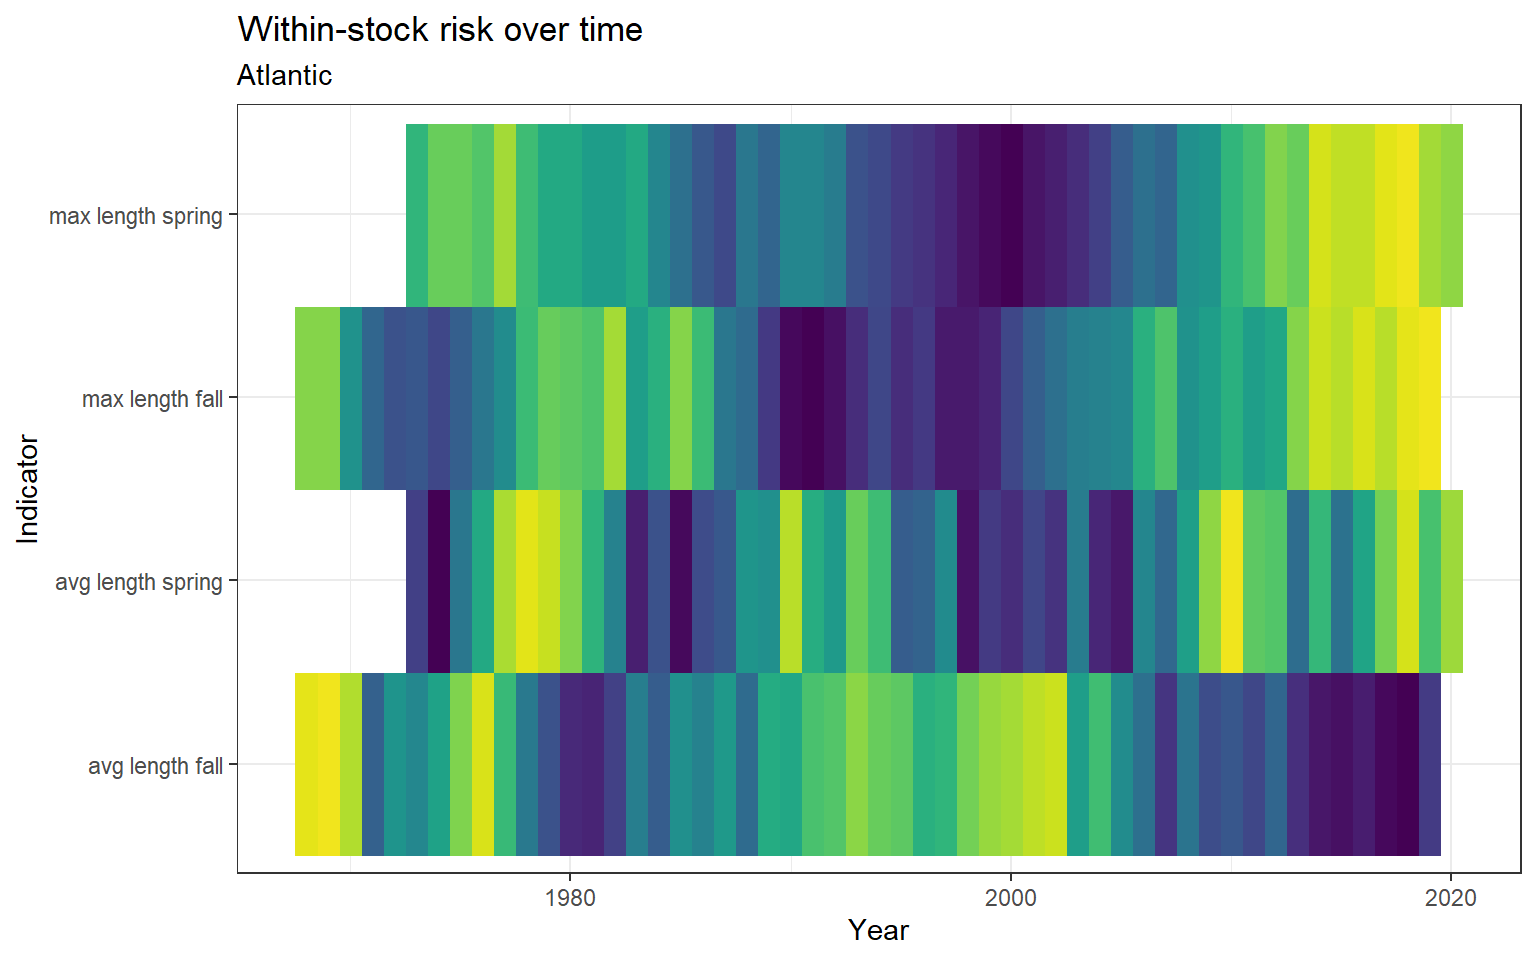 Within-stock risk over time
Atlantic
Indicator
max length spring
max length fall
avg length spring
avg length fall
1980
2000
2020
Year